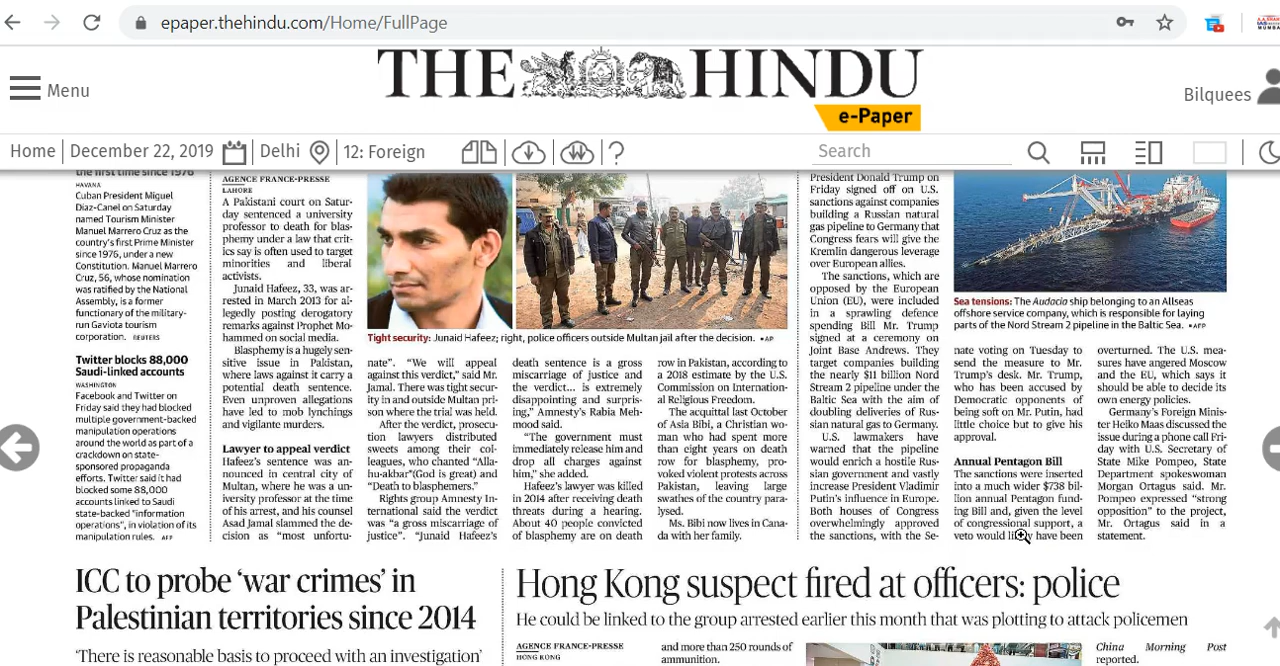 epaper.thehindu.com/Home/FullPage
Menu
THE HINDU
e-Paper
Bilquees
Home
December 22, 2019
Delhi
12: Foreign
?
Search
the first time since 1976
HAVANA
Cuban President Miguel
Diaz-Canel on Saturday
named Tourism Minister
Manuel Marrero Cruz as the
country's first Prime Minister
since 1976, under a new
Constitution. Manuel Marrero
Cruz, 56, whose nomination
was ratified by the National
Assembly, is a former
functionary of the military-
run Gaviota tourism
corporation. REUTERS
Twitter blocks 88,000
Saudi-linked accounts
WASHINGTON
Facebook and Twitter on
Friday said they had blocked
multiple government-backed
manipulation operations
around the world as part of a
crackdown on state-
sponsored propaganda
efforts. Twitter said it had
blocked some 88,000
accounts linked to Saudi
state-backed "information
operations", in violation of its
manipulation rules. AFP
AGENCE FRANCE-PRESSE
LAHORE
A Pakistani court on Satur-
day sentenced a university
professor to death for blas-
phemy under a law that crit-
ics say is often used to target
minorities and liberal
activists.
Junaid Hafeez, 33, was ar-
rested in March 2013 for al-
legedly posting derogatory
remarks against Prophet Mo-
hammed on social media.
Blasphemy is a hugely sen-
sitive issue in Pakistan,
where laws against it carry a
potential death sentence.
Even unproven allegations
have led to mob lynchings
and vigilante murders.
Lawyer to appeal verdict
Hafeez's sentence was an-
nounced in central city of
Multan, where he was a un-
iversity professor at the time
of his arrest, and his counsel
Asad Jamal slammed the de-
cision as "most unfortu-
Tight security: Junaid Hafeez; right, police officers outside Multan jail after the decision. •AP
nate". "We will appeal
against this verdict," said Mr.
Jamal. There was tight secur-
ity in and outside Multan pri-
son where the trial was held.
After the verdict, prosecu-
tion lawyers distributed
sweets among their col-
leagues, who chanted "Alla-
hu-akbar"(God is great) and
"Death to blasphemers".
Rights group Amnesty In-
ternational said the verdict
was "a gross miscarriage of
justice". "Junaid Hafeez's
death sentence is a gross
miscarriage of justice and
the verdict... is extremely
disappointing and surpris-
ing," Amnesty's Rabia Meh-
mood said.
"The government must
immediately release him and
drop all charges against
him," she added.
Hafeez's lawyer was killed
in 2014 after receiving death
threats during a hearing.
About 40 people convicted
of blasphemy are on death
row in Pakistan, according to
a 2018 estimate by the U.S.
Commission on Internation-
al Religious Freedom.
The acquittal last October
of Asia Bibi, a Christian wo-
man who had spent more
than eight years on death
row for blasphemy, pro-
voked violent protests across
Pakistan, leaving large
swathes of the country para-
lysed.
Ms. Bibi now lives in Cana-
da with her family.
President Donald Trump on
Friday signed off on U.S.
sanctions against companies
building a Russian natural
gas pipeline to Germany that
Congress fears will give the
Kremlin dangerous leverage
over European allies.
The sanctions, which are
opposed by the European
Union (EU), were included
in a sprawling defence
spending Bill Mr. Trump
signed at a ceremony on
Joint Base Andrews. They
target companies building
the nearly $11 billion Nord
Stream 2 pipeline under the
Baltic Sea with the aim of
doubling deliveries of Rus-
sian natural gas to Germany.
U.S. lawmakers have
warned that the pipeline
would enrich a hostile Rus-
sian government and vastly
increase President Vladimir
Putin's influence in Europe.
Both houses of Congress
overwhelmingly approved
the sanctions, with the Se-
Sea tensions: The Audacia ship belonging to an Allseas
offshore service company, which is responsible for laying
parts of the Nord Stream 2 pipeline in the Baltic Sea. •AFP
nate voting on Tuesday to
send the measure to Mr.
Trump's desk. Mr. Trump,
who has been accused by
Democratic opponents of
being soft on Mr. Putin, had
little choice but to give his
approval.
Annual Pentagon Bill
The sanctions were inserted
into a much wider $738 bil-
lion annual Pentagon fund-
ing Bill and, given the level
of congressional support, a
veto would likely have been
overturned. The U.S. mea-
sures have angered Moscow
and the EU, which says it
should be able to decide its
own energy policies.
Germany's Foreign Minis-
ter Heiko Maas discussed the
issue during a phone call Fri-
day with U.S. Secretary of
State Mike Pompeo, State
Department spokeswoman
Morgan Ortagus said. Mr.
Pompeo expressed "strong
opposition" to the project,
Mr. Ortagus said in a
statement.
ICC to probe 'war crimes' in
Palestinian territories since 2014
'There is reasonable basis to proceed with an investigation'
Hong Kong suspect fired at officers: police
He could be linked to the group arrested earlier this month that was plotting to attack policemen
AGENCE FRANCE-PRESSE
HONG KONG
and more than 250 rounds of
ammunition.
China Morning Post
reported.